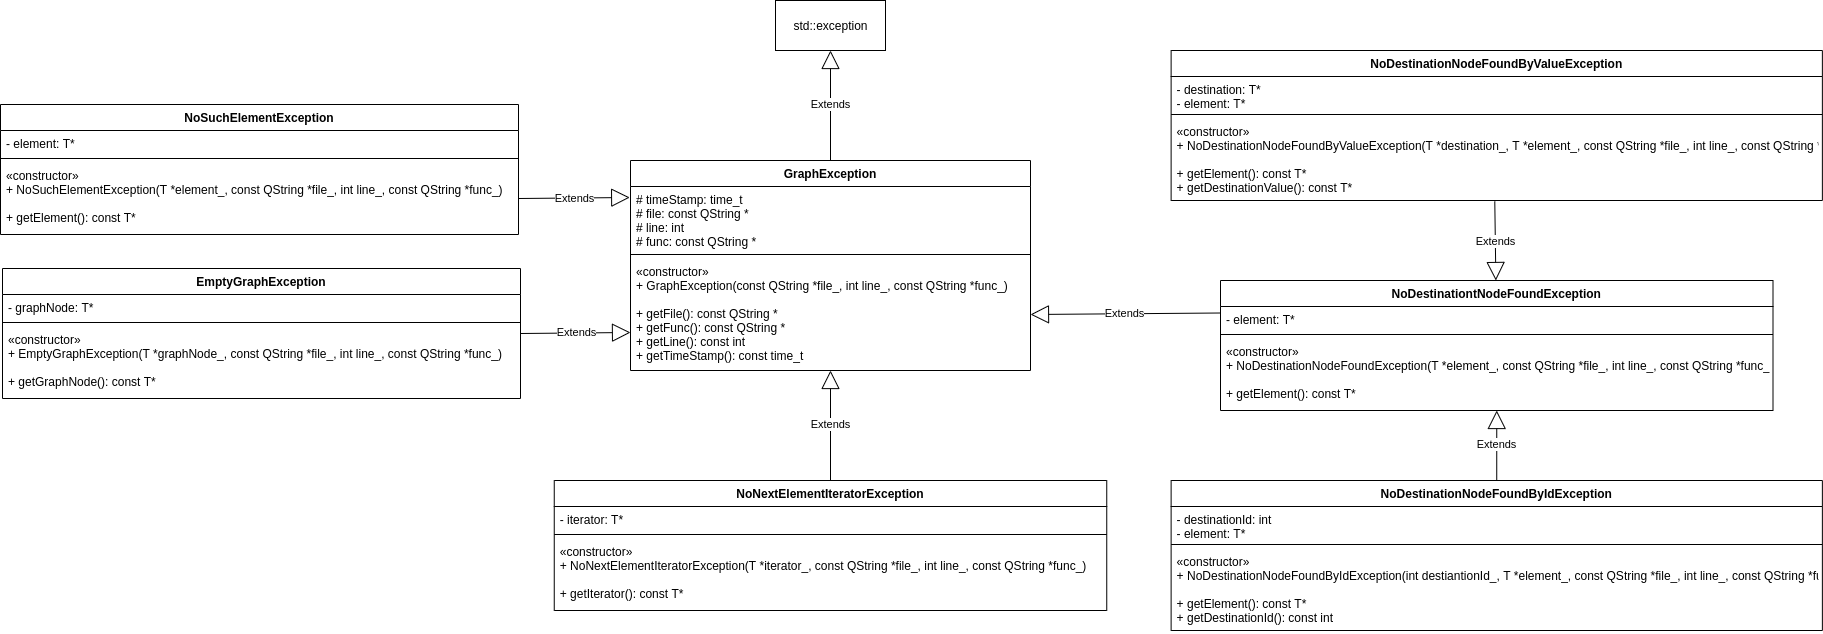 std::exception
Extends
NoSuchElementException
- element: T*
«constructor»
+ NoSuchElementException(T *element_, const QString *file_, int line_, const QString *func_)
+ getElement(): const T*
Extends
EmptyGraphException
- graphNode: T*
«constructor»
+ EmptyGraphException(T *graphNode_, const QString *file_, int line_, const QString *func_)
+ getGraphNode(): const T*
Extends
GraphException
# timeStamp: time_t
# file: const QString *
# line: int
# func: const QString *
«constructor»
+ GraphException(const QString *file_, int line_, const QString *func_)
+ getFile(): const QString *
+ getFunc(): const QString *
+ getLine(): const int
+ getTimeStamp(): const time_t
Extends
NoNextElementIteratorException
- iterator: T*
«constructor»
+ NoNextElementIteratorException(T *iterator_, const QString *file_, int line_, const QString *func_)
+ getIterator(): const T*
NoDestinationNodeFoundByValueException
- destination: T*
- element: T*
«constructor»
+ NoDestinationNodeFoundByValueException(T *destination_, T *element_, const QString *file_, int line_, const QString
+ getElement(): const T*
+ getDestinationValue(): const T*
Extends
NoDestinationtNodeFoundException
- element: T*
«constructor»
+ NoDestinationNodeFoundException(T *element_, const QString *file_, int line_, const QString *func_
+ getElement(): const T*
Extends
Extends
NoDestinationNodeFoundByIdException
- destinationId: int
- element: T*
«constructor»
+ NoDestinationNodeFoundByIdException(int destiantionId_, T *element_, const QString *file_, int line_, const QString
+ getElement(): const T*
+ getDestinationId(): const int